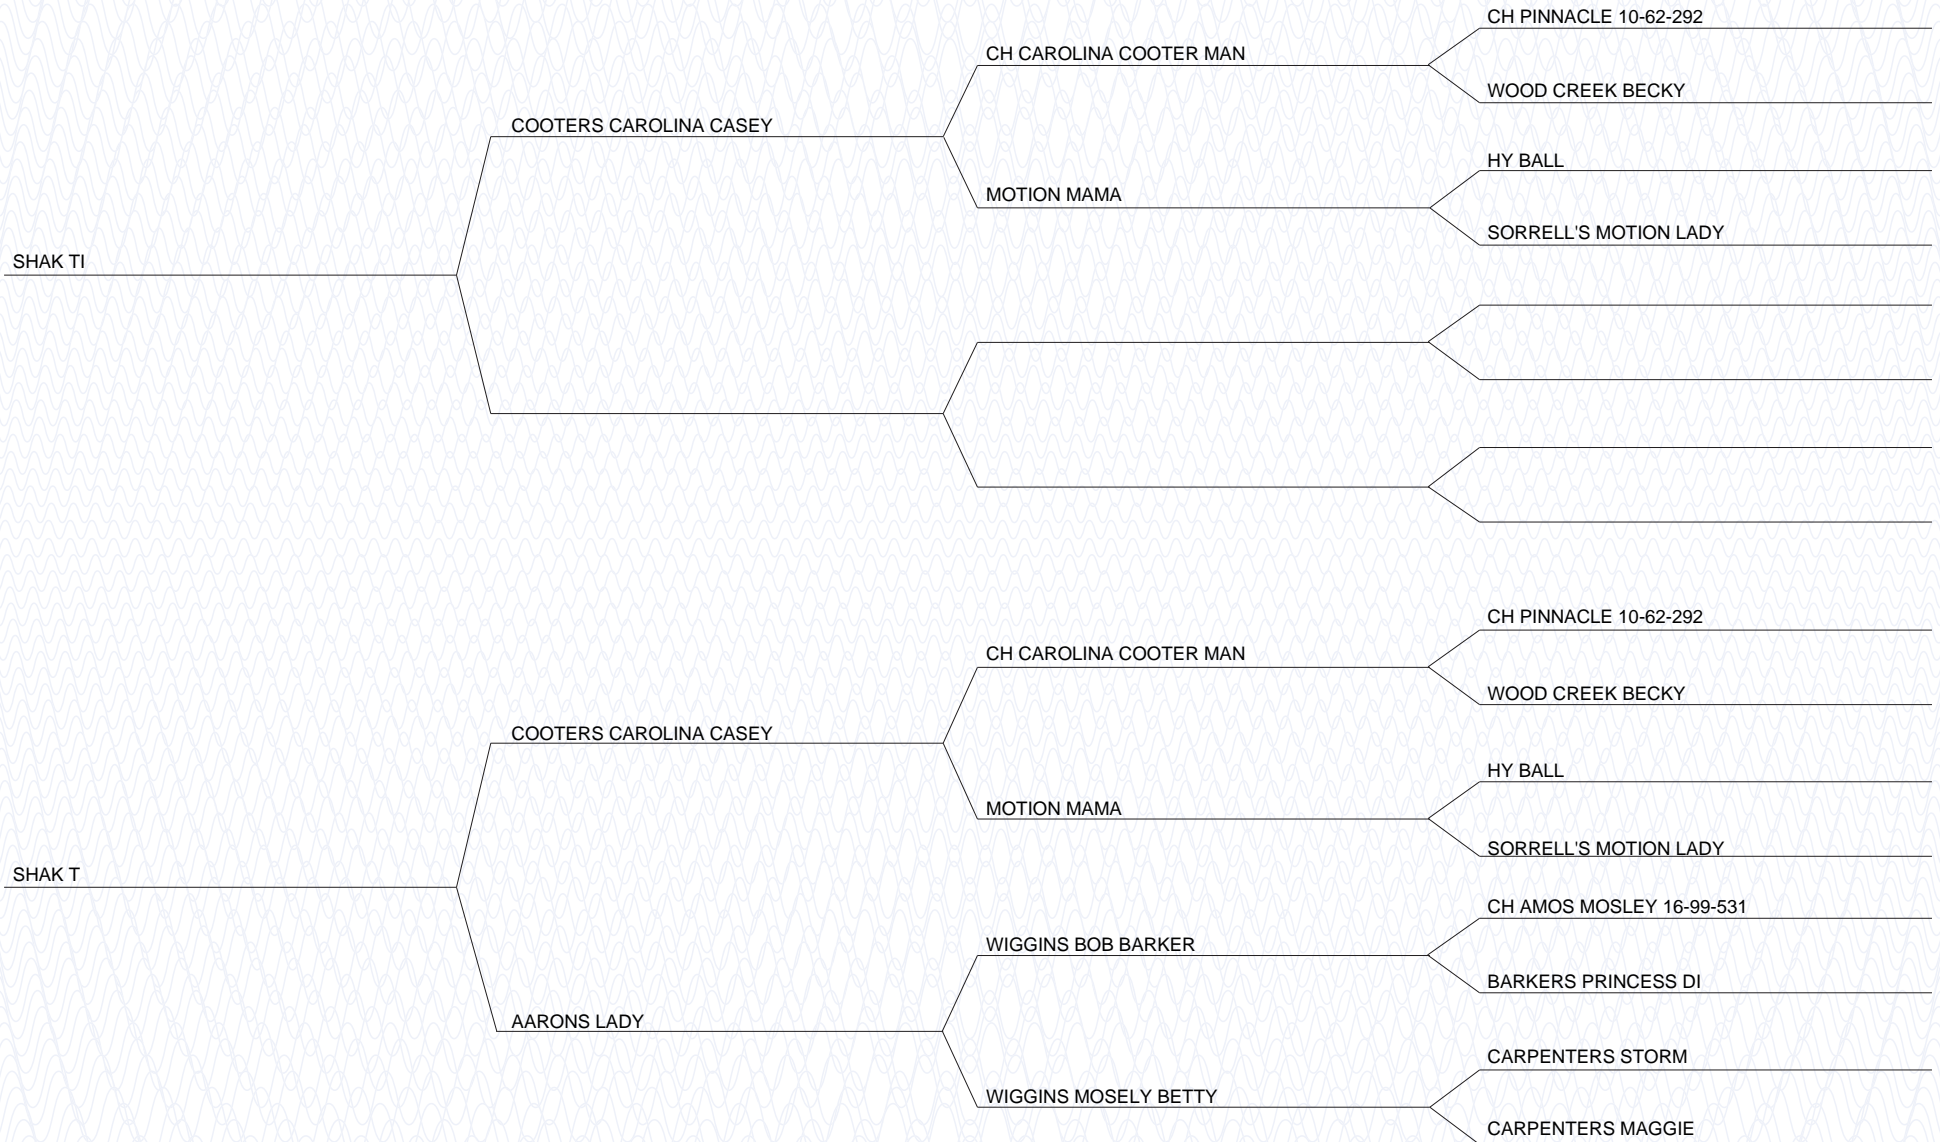 CH PINNACLE 10-62-292
CH CAROLINA COOTER MAN
WOOD CREEK BECKY
COOTERS CAROLINA CASEY
HY BALL
MOTION MAMA
SORRELL'S MOTION LADY
SHAK TI
CH PINNACLE 10-62-292
CH CAROLINA COOTER MAN
WOOD CREEK BECKY
COOTERS CAROLINA CASEY
HY BALL
MOTION MAMA
SORRELL'S MOTION LADY
SHAK T
CH AMOS MOSLEY 16-99-531
WIGGINS BOB BARKER
BARKERS PRINCESS DI
AARONS LADY
CARPENTERS STORM
WIGGINS MOSELY BETTY
CARPENTERS MAGGIE